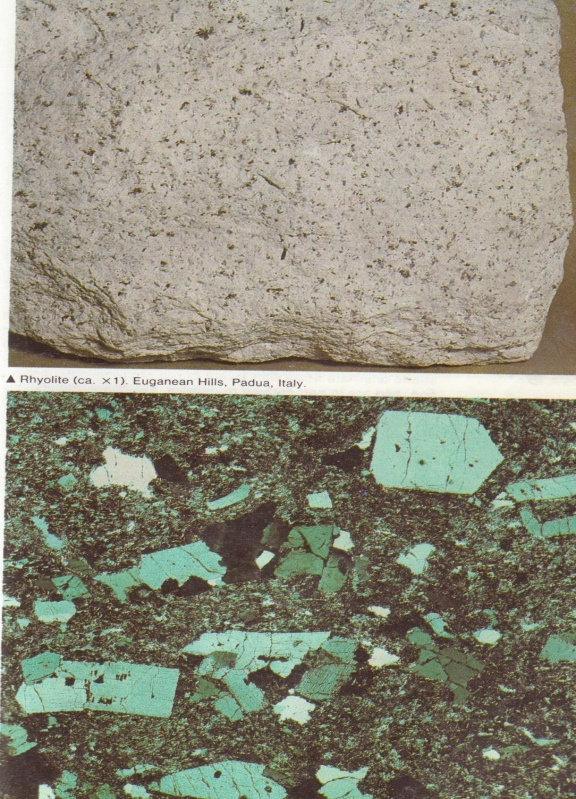 ▲ Rhyolite (ca. ×1). Euganean Hills, Padua, Italy.